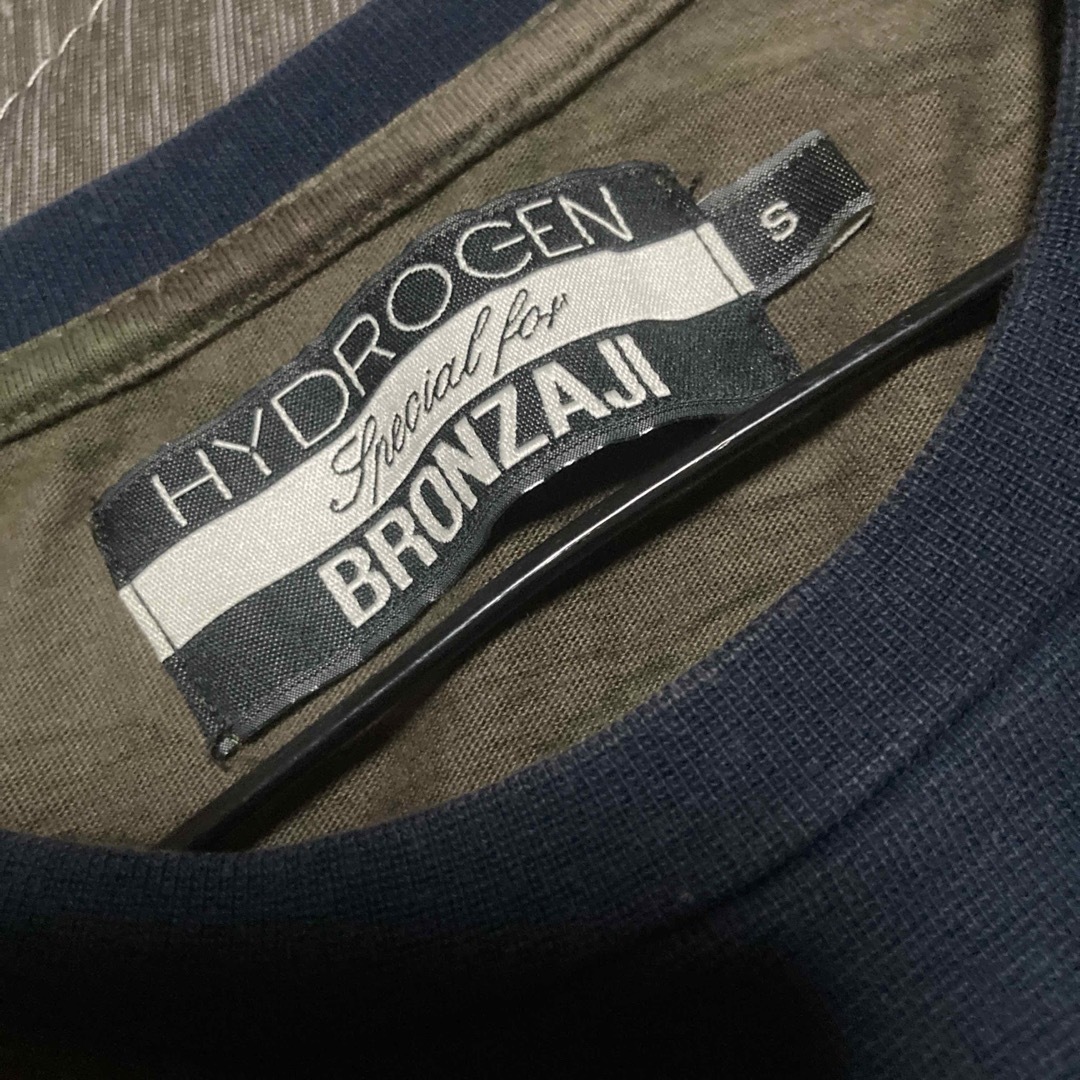 HYDROGEN
Special for
BRONZAJI
S